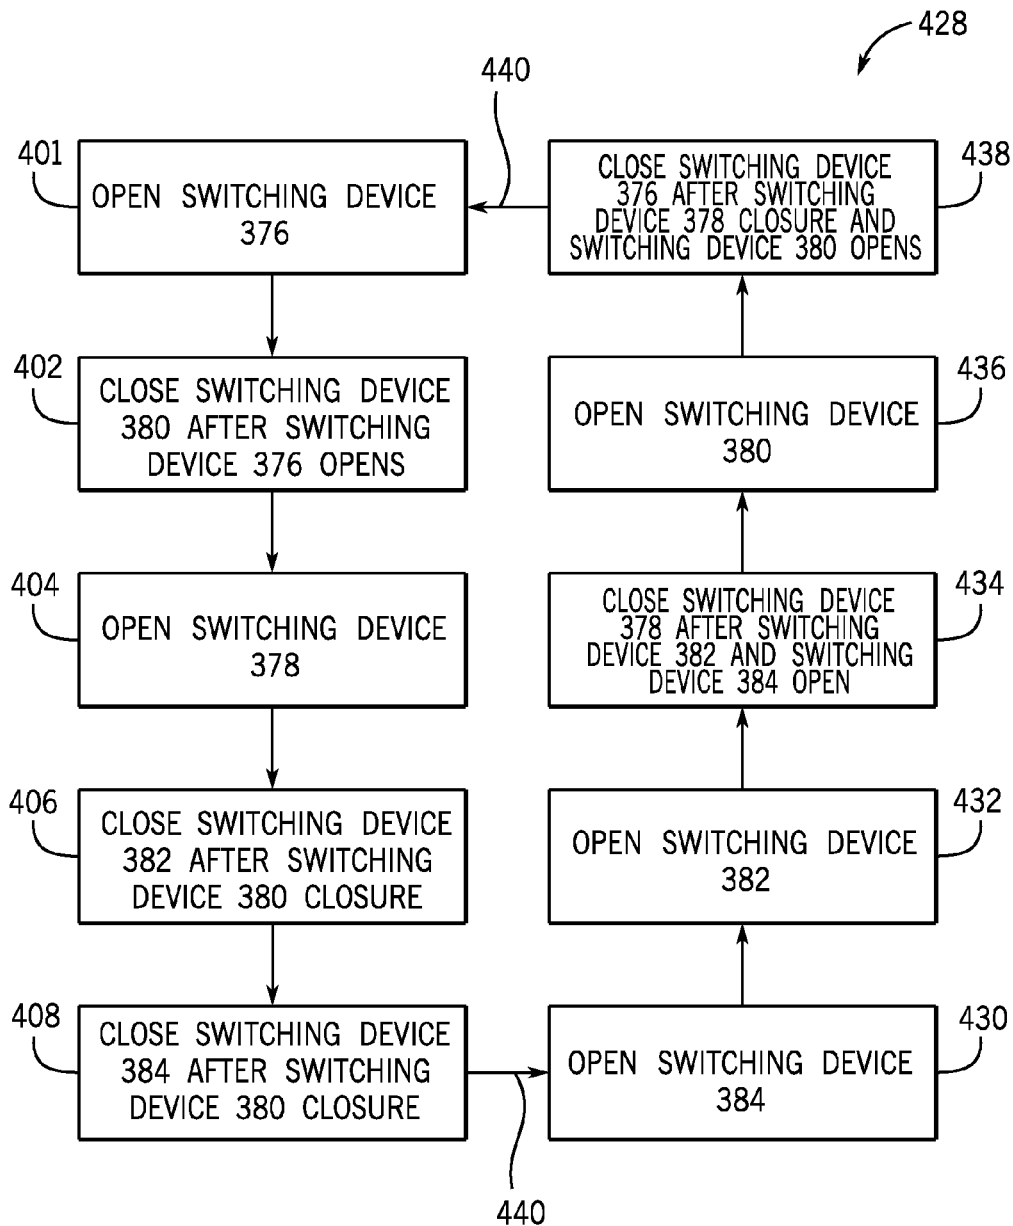 428
440
401
OPEN SWITCHING DEVICE
376
438
CLOSE SWITCHING DEVICE
376 AFTER SWITCHING
DEVICE 378 CLOSURE AND
SWITCHING DEVICE 380 OPENS
402
CLOSE SWITCHING DEVICE
380 AFTER SWITCHING
DEVICE 376 OPENS
436
OPEN SWITCHING DEVICE
380
404
OPEN SWITCHING DEVICE
378
434
CLOSE SWITCHING DEVICE
378 AFTER SWITCHING
DEVICE 382 AND SWITCHING
DEVICE 384 OPEN
406
CLOSE SWITCHING DEVICE
382 AFTER SWITCHING
DEVICE 380 CLOSURE
432
OPEN SWITCHING DEVICE
382
408
CLOSE SWITCHING DEVICE
384 AFTER SWITCHING
DEVICE 380 CLOSURE
430
OPEN SWITCHING DEVICE
384
440